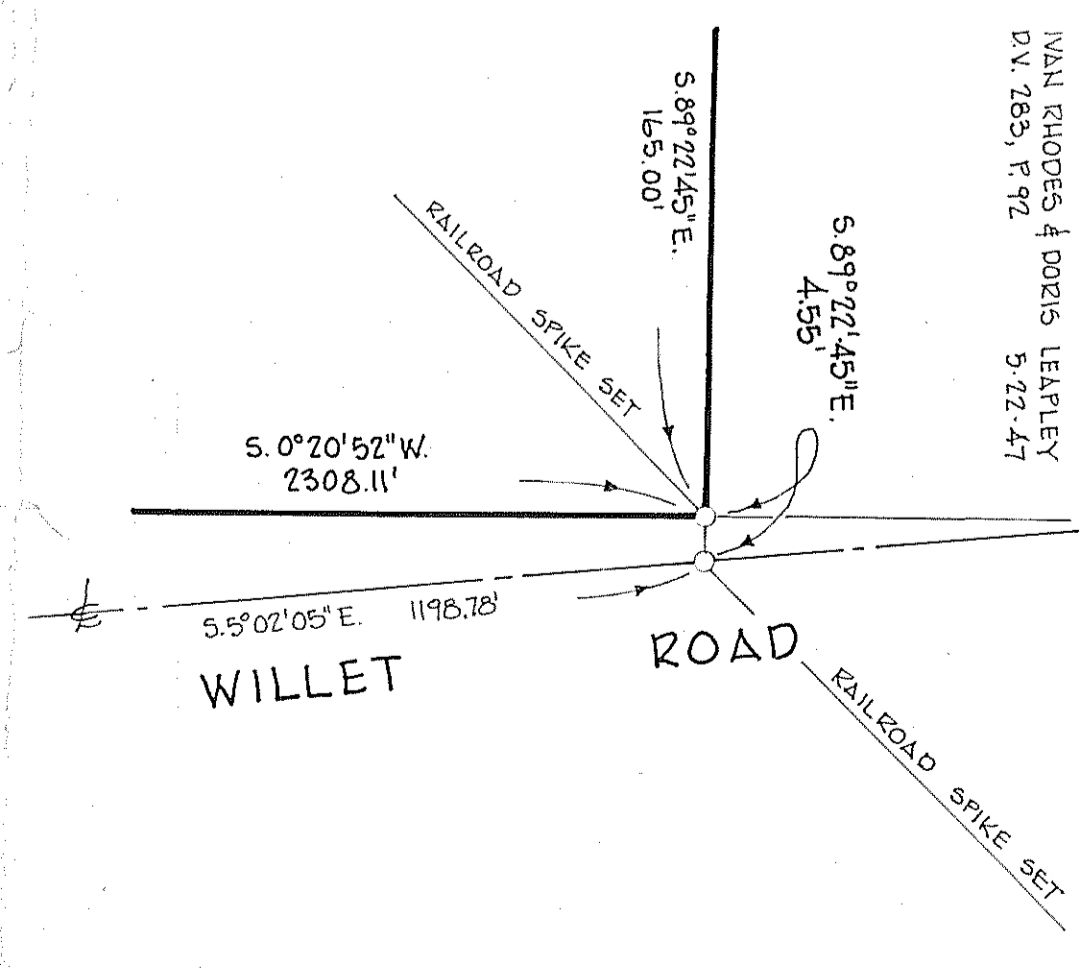 IVAN RHODES & DORIS LEAPLEY
D.V. 283, P. 92 5-22-47
S.89°22'45"E.
165.00'
S.89°22'45"E.
4.55'
RAILROAD SPIKE SET
S. 0°20'52"W.
2308.11'
℄
S.5°02'05"E. 1198.78'
WILLET ROAD
RAILROAD SPIKE SET